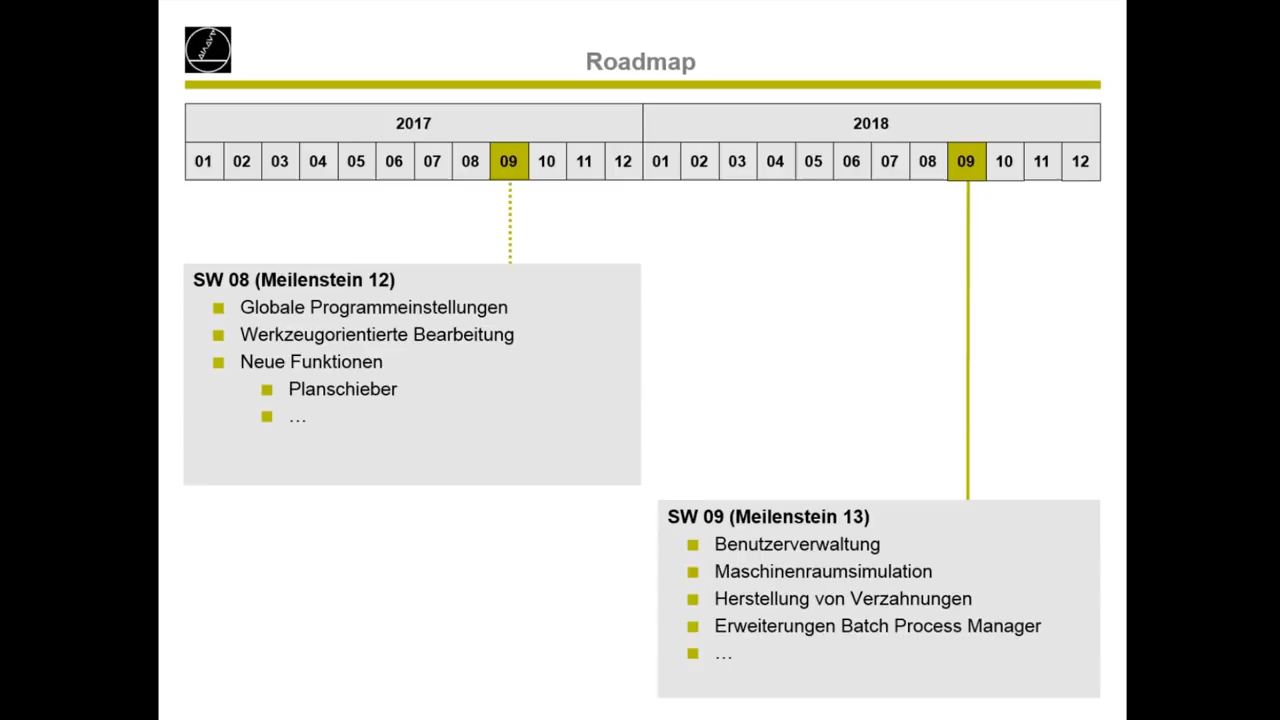 Roadmap
2017 2018
01 02 03 04 05 06 07 08 09 10 11 12 01 02 03 04 05 06 07 08 09 10 11 12
SW 08 (Meilenstein 12)
Globale Programmeinstellungen
Werkzeugorientierte Bearbeitung
Neue Funktionen
Planschieber
…
SW 09 (Meilenstein 13)
Benutzerverwaltung
Maschinenraumsimulation
Herstellung von Verzahnungen
Erweiterungen Batch Process Manager
…